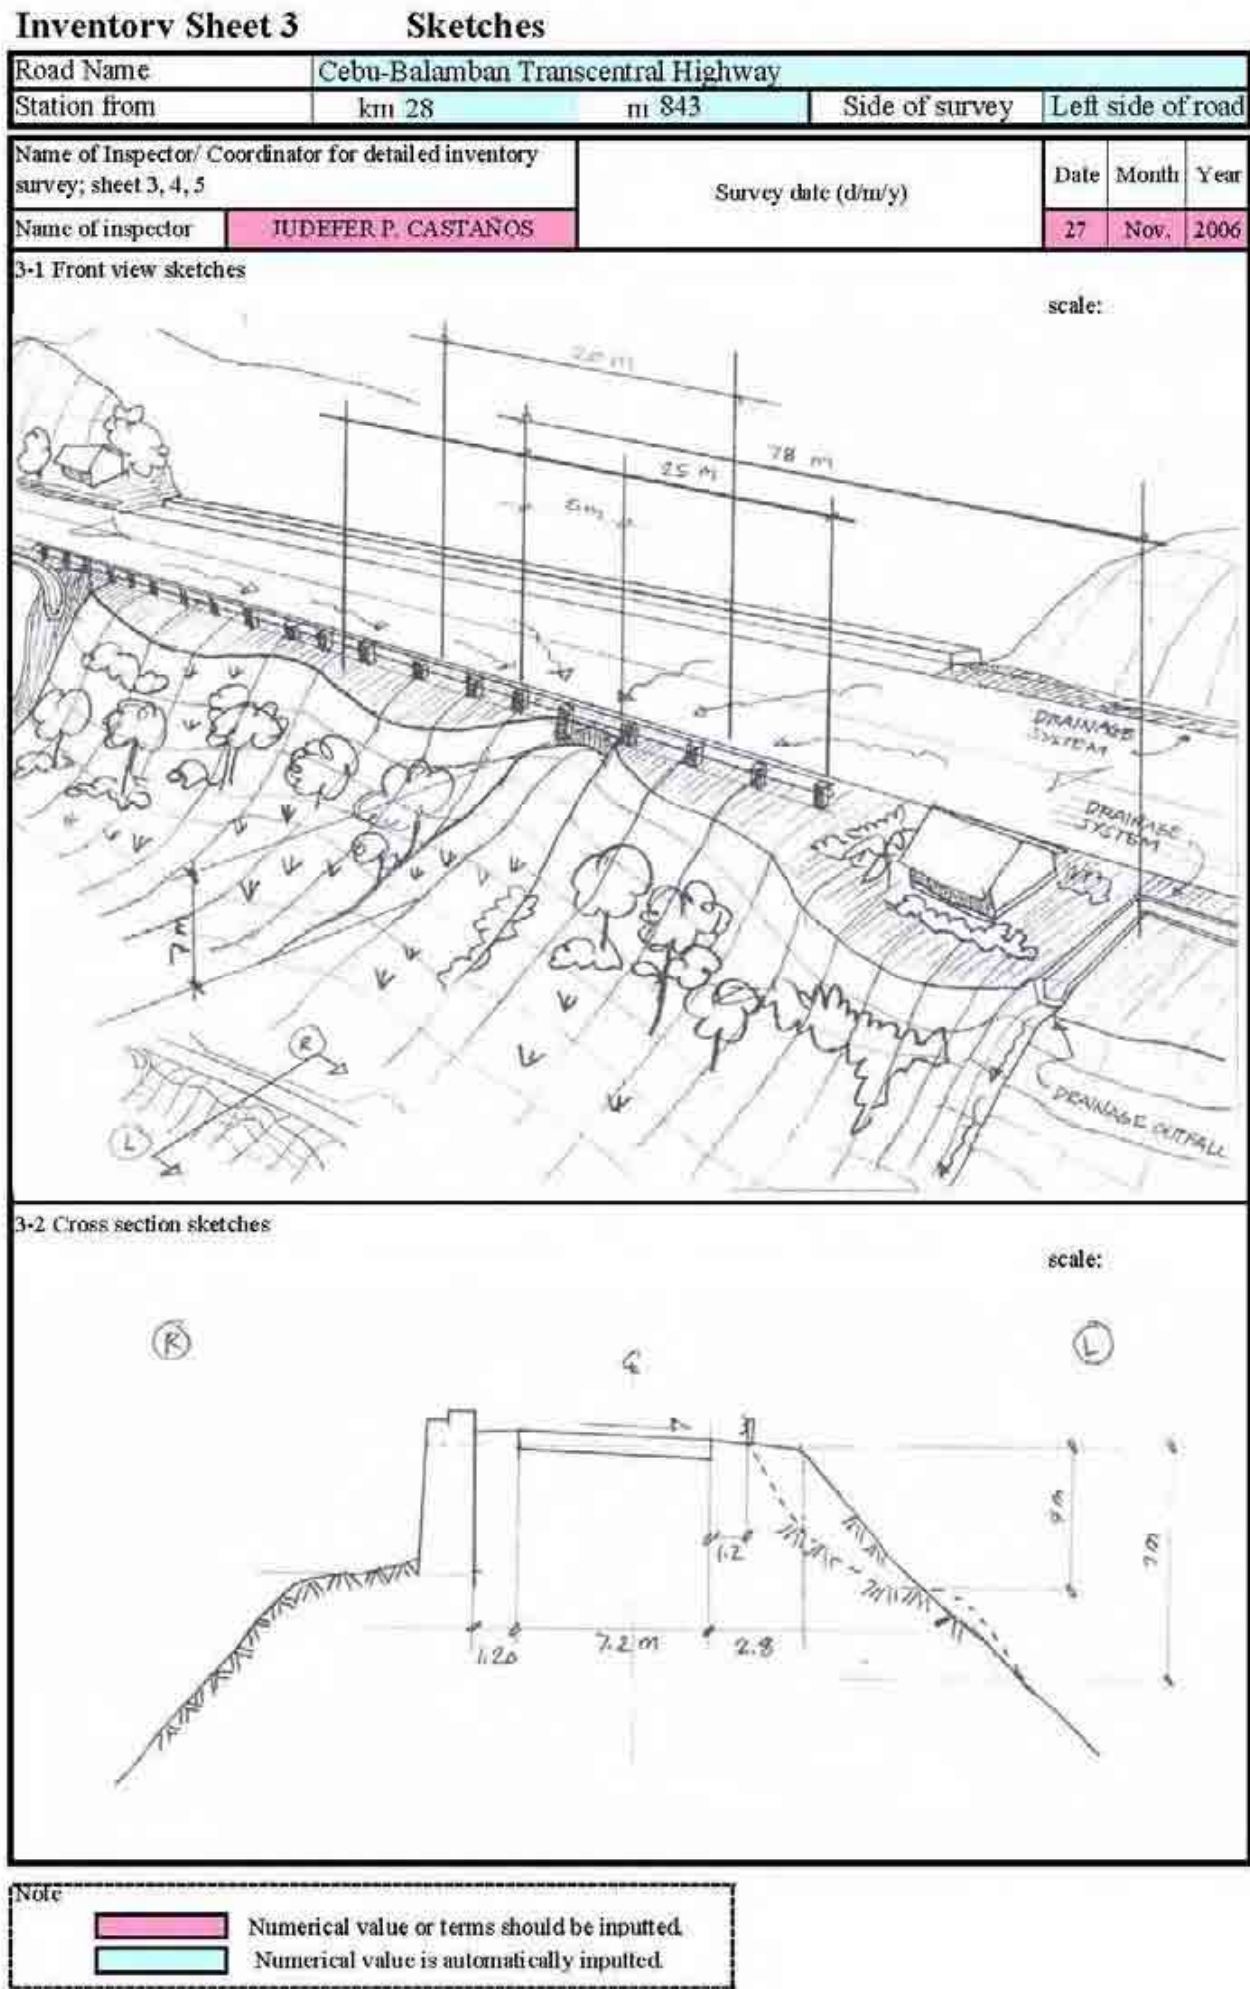 Inventory Sheet 3 Sketches
Road Name Cebu-Balamban Transcentral Highway
Station from km 28 m 843 Side of survey Left side of road
Name of Inspector/ Coordinator for detailed inventory survey; sheet 3, 4, 5
Survey date (d/m/y)
Date Month Year
Name of inspector JUDEFER P. CASTAÑOS 27 Nov. 2006
3-1 Front view sketches
scale:
20 m
78 m
25 m
DRAINAGE
SYSTEM
DRAINAGE
SYSTEM
7 m
R
L
DRAINAGE OUTFALL
3-2 Cross section sketches
scale:
R
L
1.2
7 m
1.20
7.2 m
2.8
Note
Numerical value or terms should be inputted.
Numerical value is automatically inputted.